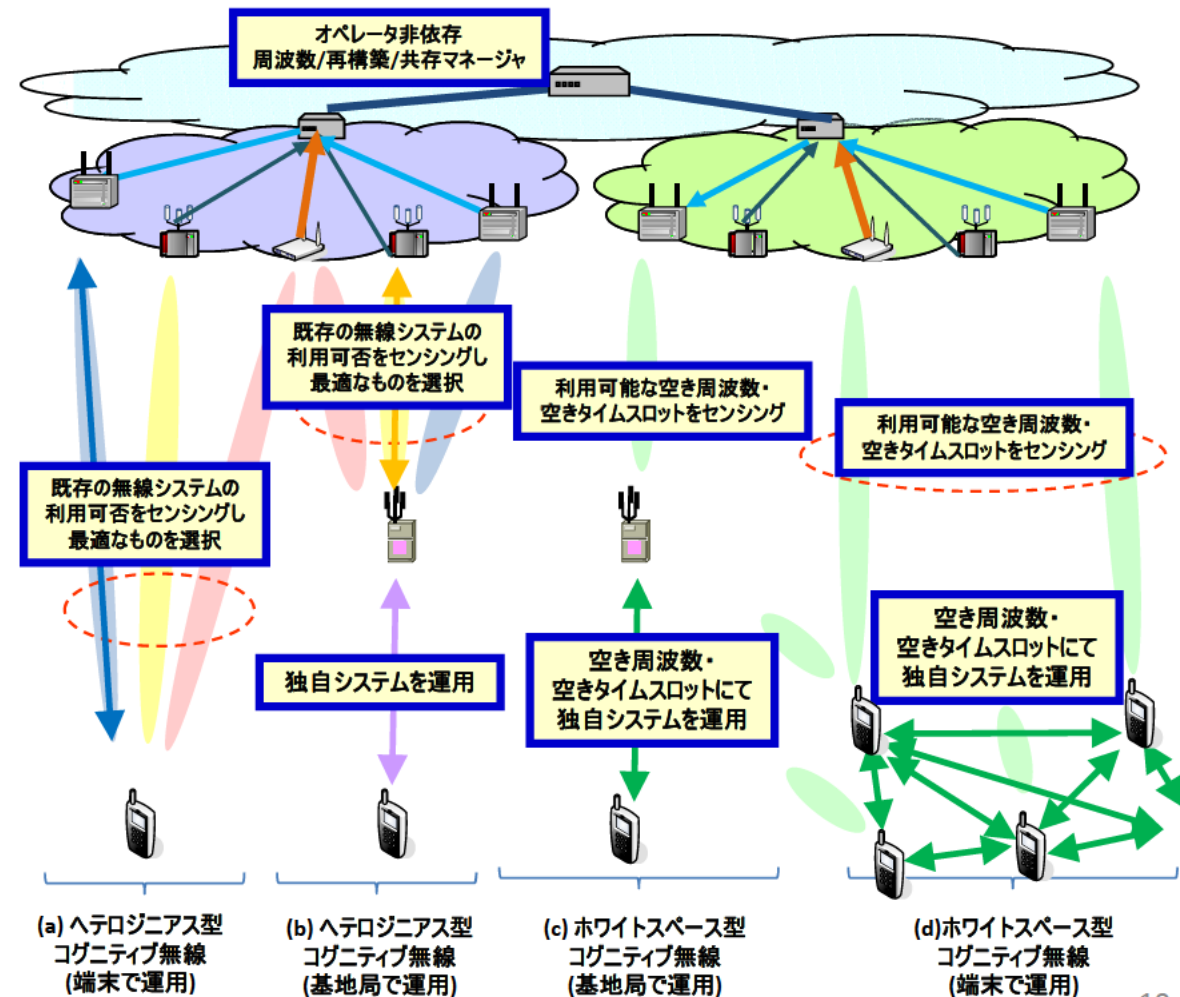 オペレータ非依存
周波数/再構築/共存マネージャ
既存の無線システムの
利用可否をセンシングし
最適なものを選択
利用可能な空き周波数・
空きタイムスロットをセンシング
利用可能な空き周波数・
空きタイムスロットをセンシング
既存の無線システムの
利用可否をセンシングし
最適なものを選択
独自システムを運用
空き周波数・
空きタイムスロットにて
独自システムを運用
空き周波数・
空きタイムスロットにて
独自システムを運用
(a) ヘテロジニアス型
コグニティブ無線
(端末で運用)
(b) ヘテロジニアス型
コグニティブ無線
(基地局で運用)
(c) ホワイトスペース型
コグニティブ無線
(基地局で運用)
(d)ホワイトスペース型
コグニティブ無線
(端末で運用)